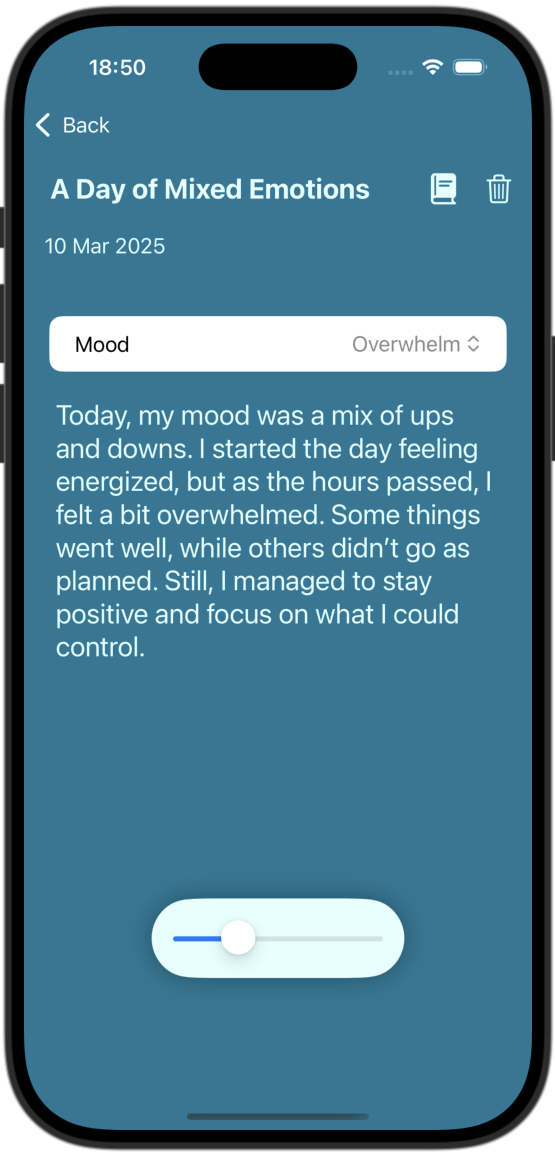 18:50
Back
A Day of Mixed Emotions
10 Mar 2025
Mood Overwhelm
Today, my mood was a mix of ups
and downs. I started the day feeling
energized, but as the hours passed, I
felt a bit overwhelmed. Some things
went well, while others didn’t go as
planned. Still, I managed to stay
positive and focus on what I could
control.